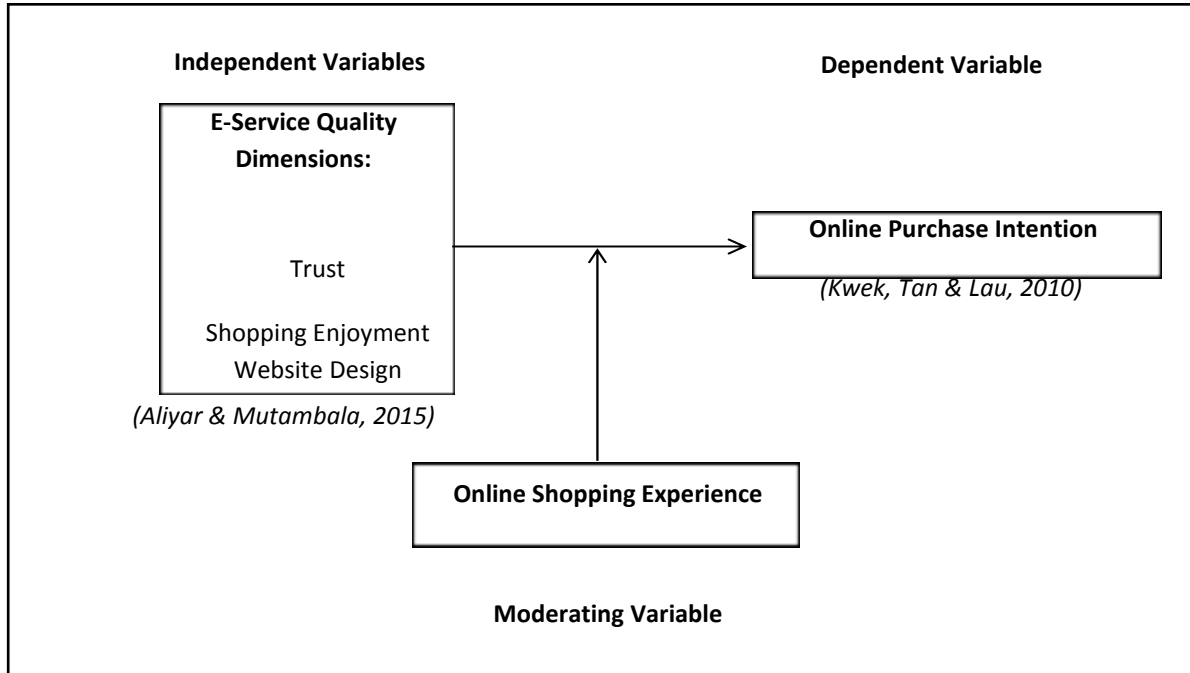 Independent Variables
Dependent Variable
E-Service Quality
Dimensions:
Trust
Shopping Enjoyment
Website Design
(Aliyar & Mutambala, 2015)
Online Purchase Intention
(Kwek, Tan & Lau, 2010)
Online Shopping Experience
Moderating Variable